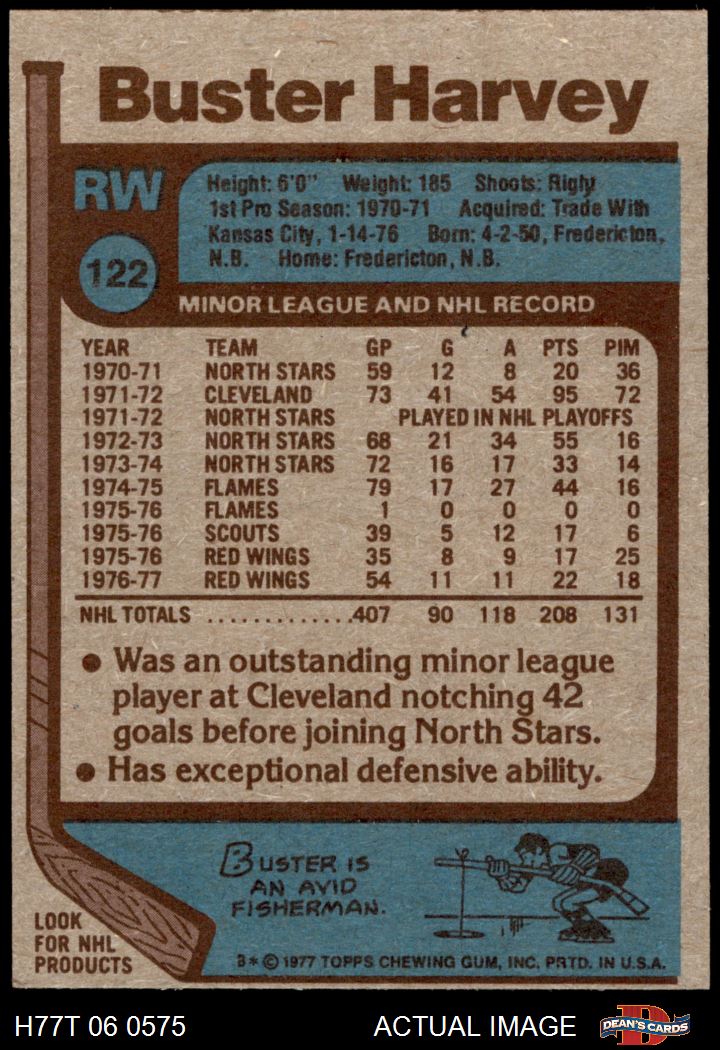 Buster Harvey
RW
Height: 6'0" Weight: 185 Shoots: Right
1st Pro Season: 1970-71 Acquired: Trade With
Kansas City, 1-14-76 Born: 4-2-50, Fredericton,
N.B. Home: Fredericton, N.B.
122
MINOR LEAGUE AND NHL RECORD
YEAR TEAM GP G A PTS PIM
1970-71 NORTH STARS 59 12 8 20 36
1971-72 CLEVELAND 73 41 54 95 72
1971-72 NORTH STARS PLAYED IN NHL PLAYOFFS
1972-73 NORTH STARS 68 21 34 55 16
1973-74 NORTH STARS 72 16 17 33 14
1974-75 FLAMES 79 17 27 44 16
1975-76 FLAMES 1 0 0 0 0
1975-76 SCOUTS 39 5 12 17 6
1975-76 RED WINGS 35 8 9 17 25
1976-77 RED WINGS 54 11 11 22 18
NHL TOTALS .............407 90 118 208 131
● Was an outstanding minor league
player at Cleveland notching 42
goals before joining North Stars.
● Has exceptional defensive ability.
BUSTER IS
AN AVID
FISHERMAN.
LOOK
FOR NHL
PRODUCTS
B* © 1977 TOPPS CHEWING GUM, INC. PRTD. IN U.S.A.
H77T 06 0575 ACTUAL IMAGE
D
DEAN'S CARDS